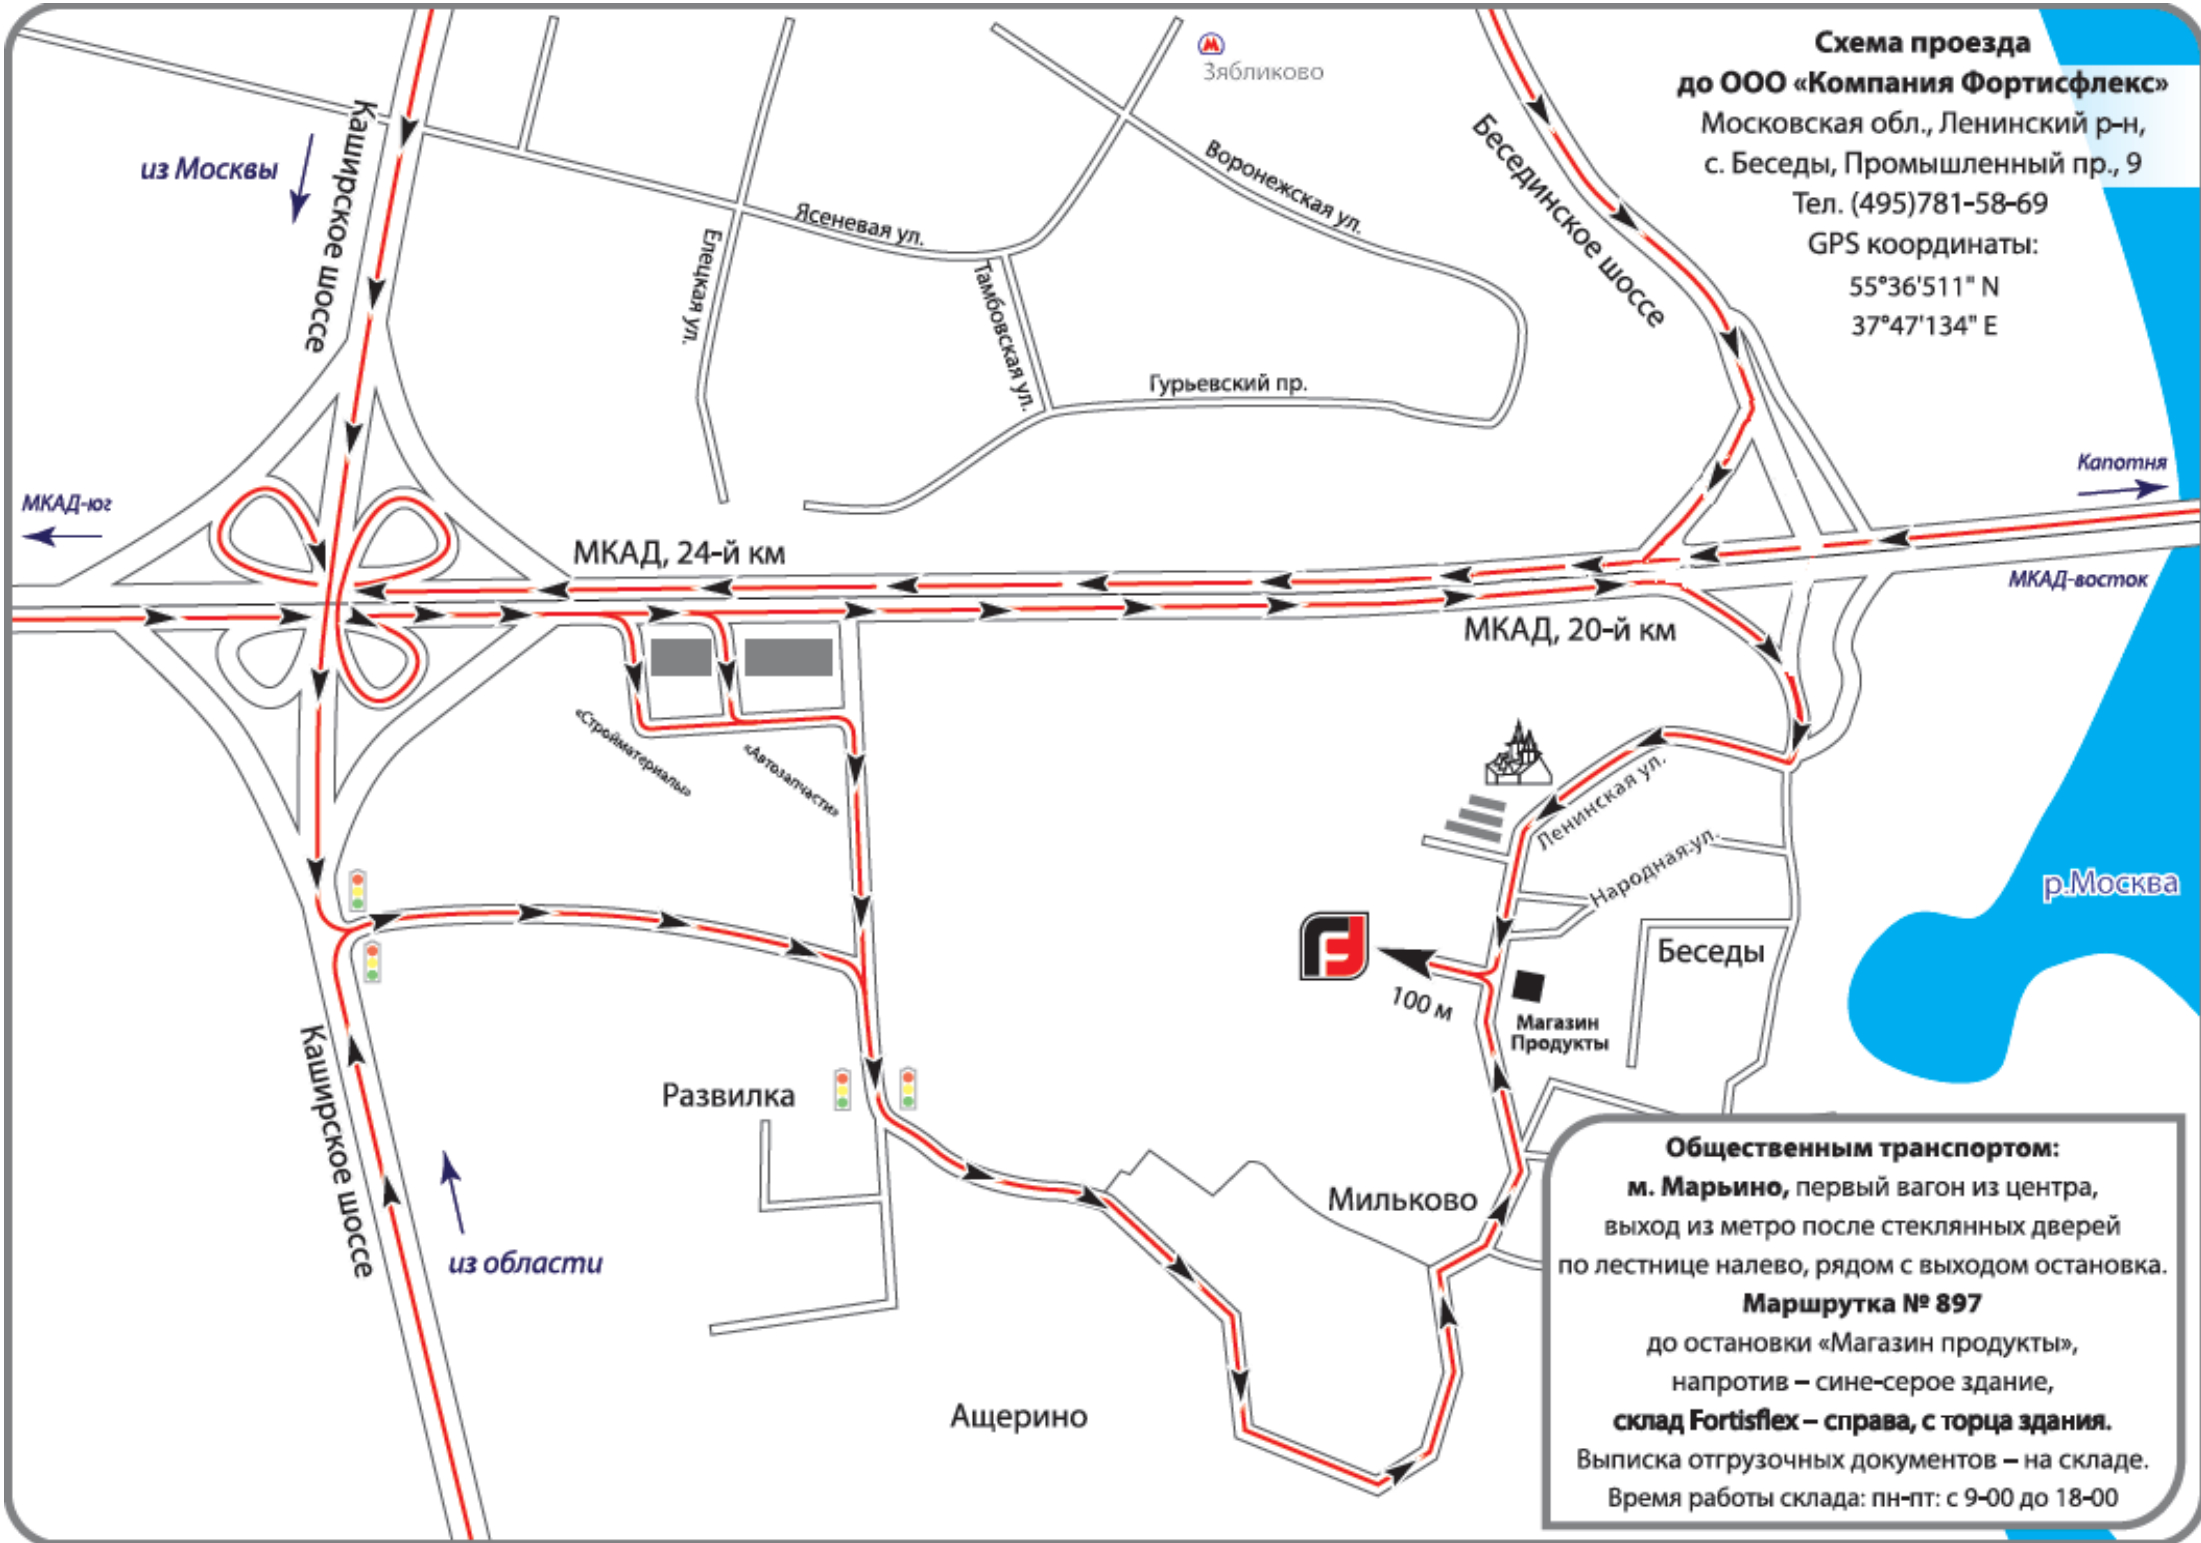 Схема проезда
до ООО «Компания Фортисфлекс»
Московская обл., Ленинский р-н,
с. Беседы, Промышленный пр., 9
Тел. (495)781-58-69
GPS координаты:
55°36'511" N
37°47'134" E
М
Зябликово
Каширское шоссе
из Москвы
Ясеневая ул.
Елецкая ул.
Тамбовская ул.
Воронежская ул.
Гурьевский пр.
Бесединское шоссе
Капотня
МКАД-юг
МКАД, 24-й км
МКАД-восток
МКАД, 20-й км
«Стройматериалы»
«Автозапчасти»
Ленинская ул.
Народная ул.
р.Москва
Беседы
100 м
Магазин
Продукты
Каширское шоссе
Развилка
из области
Мильково
Ащерино
Общественным транспортом:
м. Марьино, первый вагон из центра,
выход из метро после стеклянных дверей
по лестнице налево, рядом с выходом остановка.
Маршрутка № 897
до остановки «Магазин продукты»,
напротив – сине-серое здание,
склад Fortisflex – справа, с торца здания.
Выписка отгрузочных документов – на складе.
Время работы склада: пн-пт: с 9-00 до 18-00